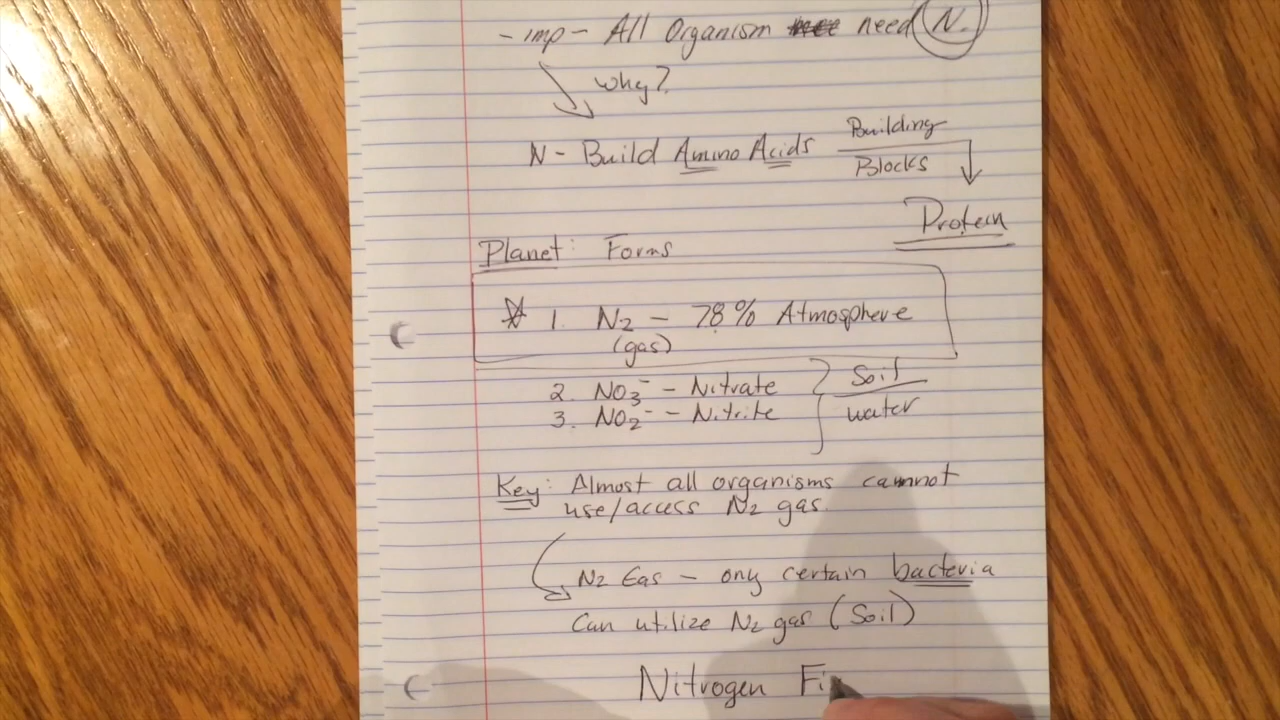 - imp - All Organism need N.
why?
N - Build Amino Acids Building Blocks
Protein
Planet: Forms
1. N2 - 78% Atmosphere
(gas)
2. NO3⁻ - Nitrate Soil
3. NO2⁻ - Nitrite water
Key: Almost all organisms cannot
use/access N2 gas.
N2 Gas - ony certain bacteria
Can utilize N2 gas (Soil)
Nitrogen Fi